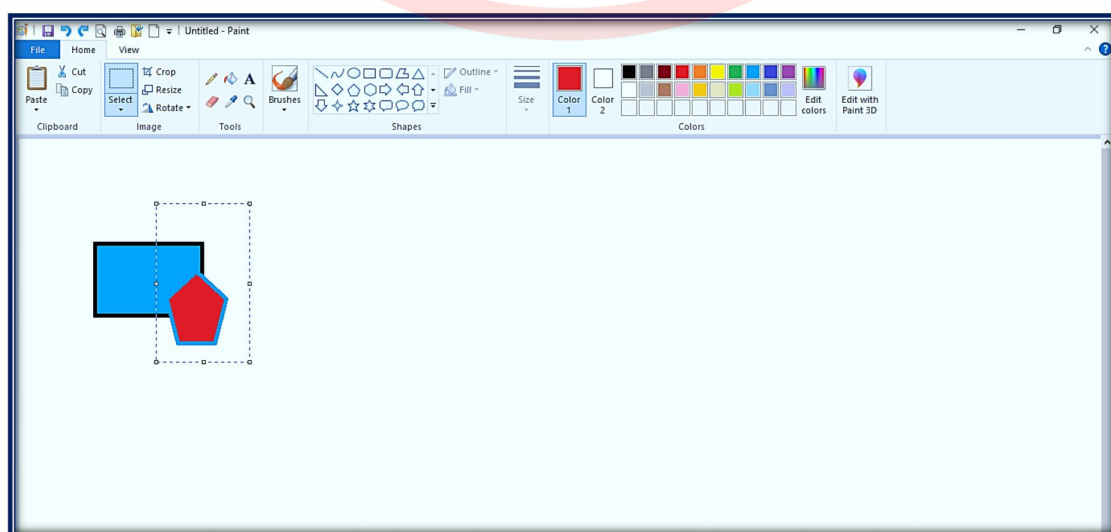 Untitled - Paint
File Home View
Paste
Cut
Copy
Clipboard
Select
Crop
Resize
Rotate
Image
A
Tools
Brushes
Shapes
Outline
Fill
Size
Color 1
Color 2
Colors
Edit colors
Edit with Paint 3D
?